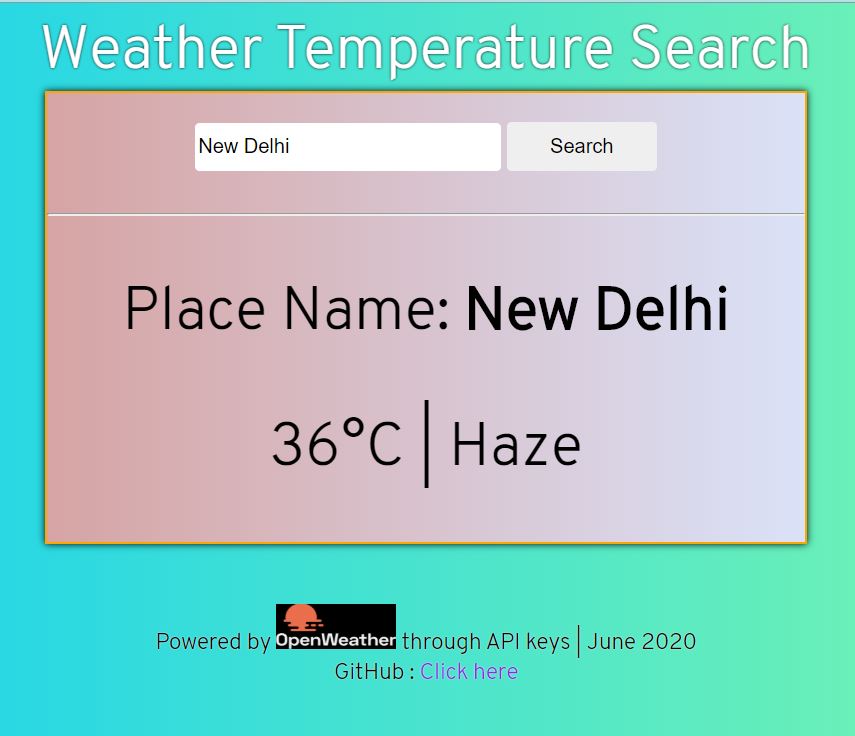 Weather Temperature Search
New Delhi Search
Place Name: New Delhi
36°C | Haze
Powered by OpenWeather through API keys | June 2020
GitHub : Click here